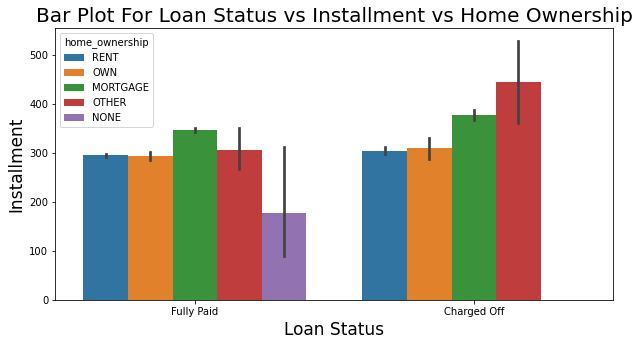 Bar Plot For Loan Status vs Installment vs Home Ownership
home_ownership
RENT
OWN
MORTGAGE
OTHER
NONE
Installment
500
400
300
200
100
0
Fully Paid
Charged Off
Loan Status